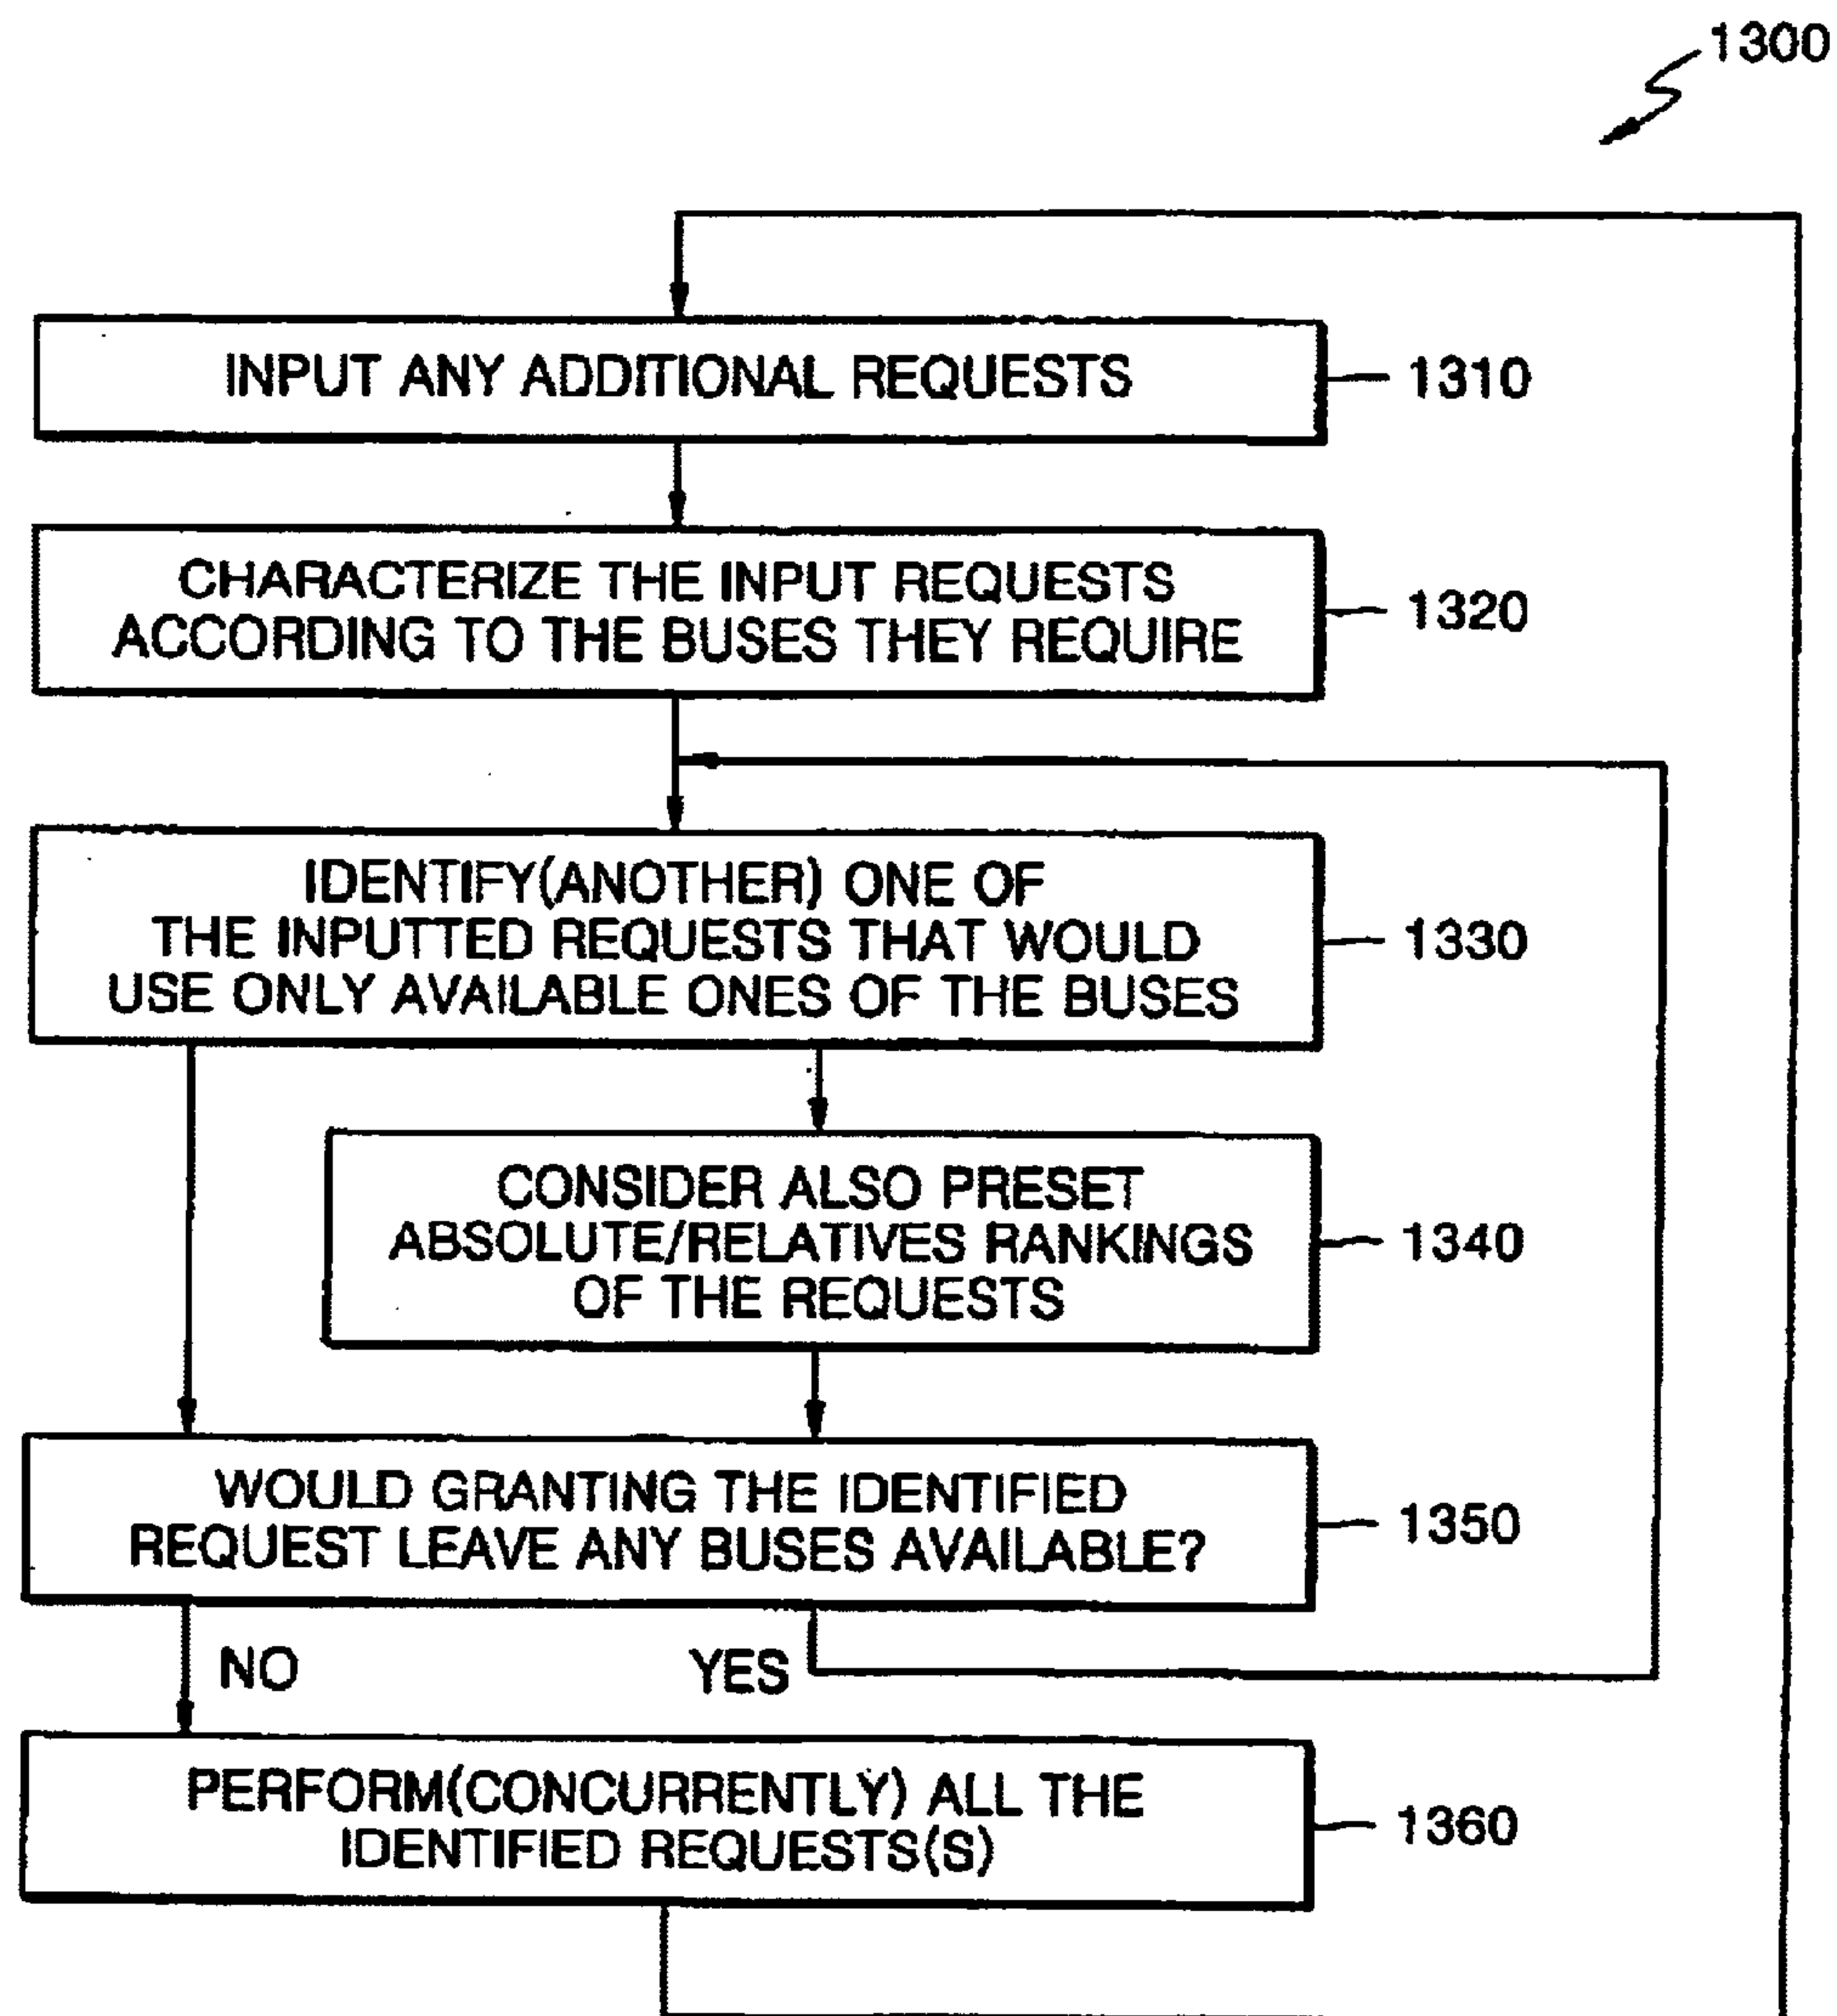 1300
INPUT ANY ADDITIONAL REQUESTS
1310
CHARACTERIZE THE INPUT REQUESTS
ACCORDING TO THE BUSES THEY REQUIRE
1320
IDENTIFY(ANOTHER) ONE OF
THE INPUTTED REQUESTS THAT WOULD
USE ONLY AVAILABLE ONES OF THE BUSES
1330
CONSIDER ALSO PRESET
ABSOLUTE/RELATIVES RANKINGS
OF THE REQUESTS
1340
WOULD GRANTING THE IDENTIFIED
REQUEST LEAVE ANY BUSES AVAILABLE?
1350
NO
YES
PERFORM(CONCURRENTLY) ALL THE
IDENTIFIED REQUESTS(S)
1360